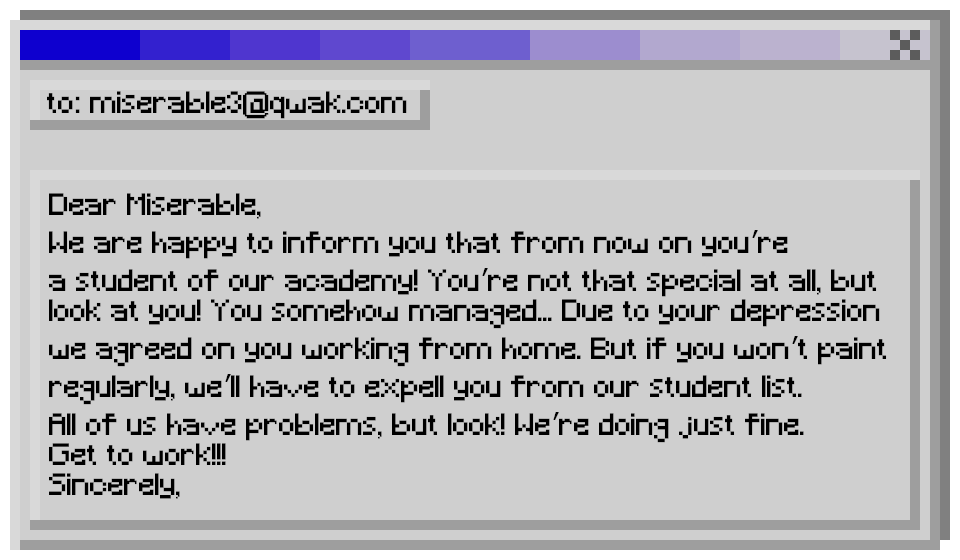 to: miserable3@qwak.com
Dear Miserable,
We are happy to inform you that from now on you're
a student of our academy! You're not that special at all, but
look at you! You somehow managed... Due to your depression
we agreed on you working from home. But if you won't paint
regularly, we'll have to expell you from our student list.
All of us have problems, but look! We're doing just fine.
Get to work!!!
Sincerely,